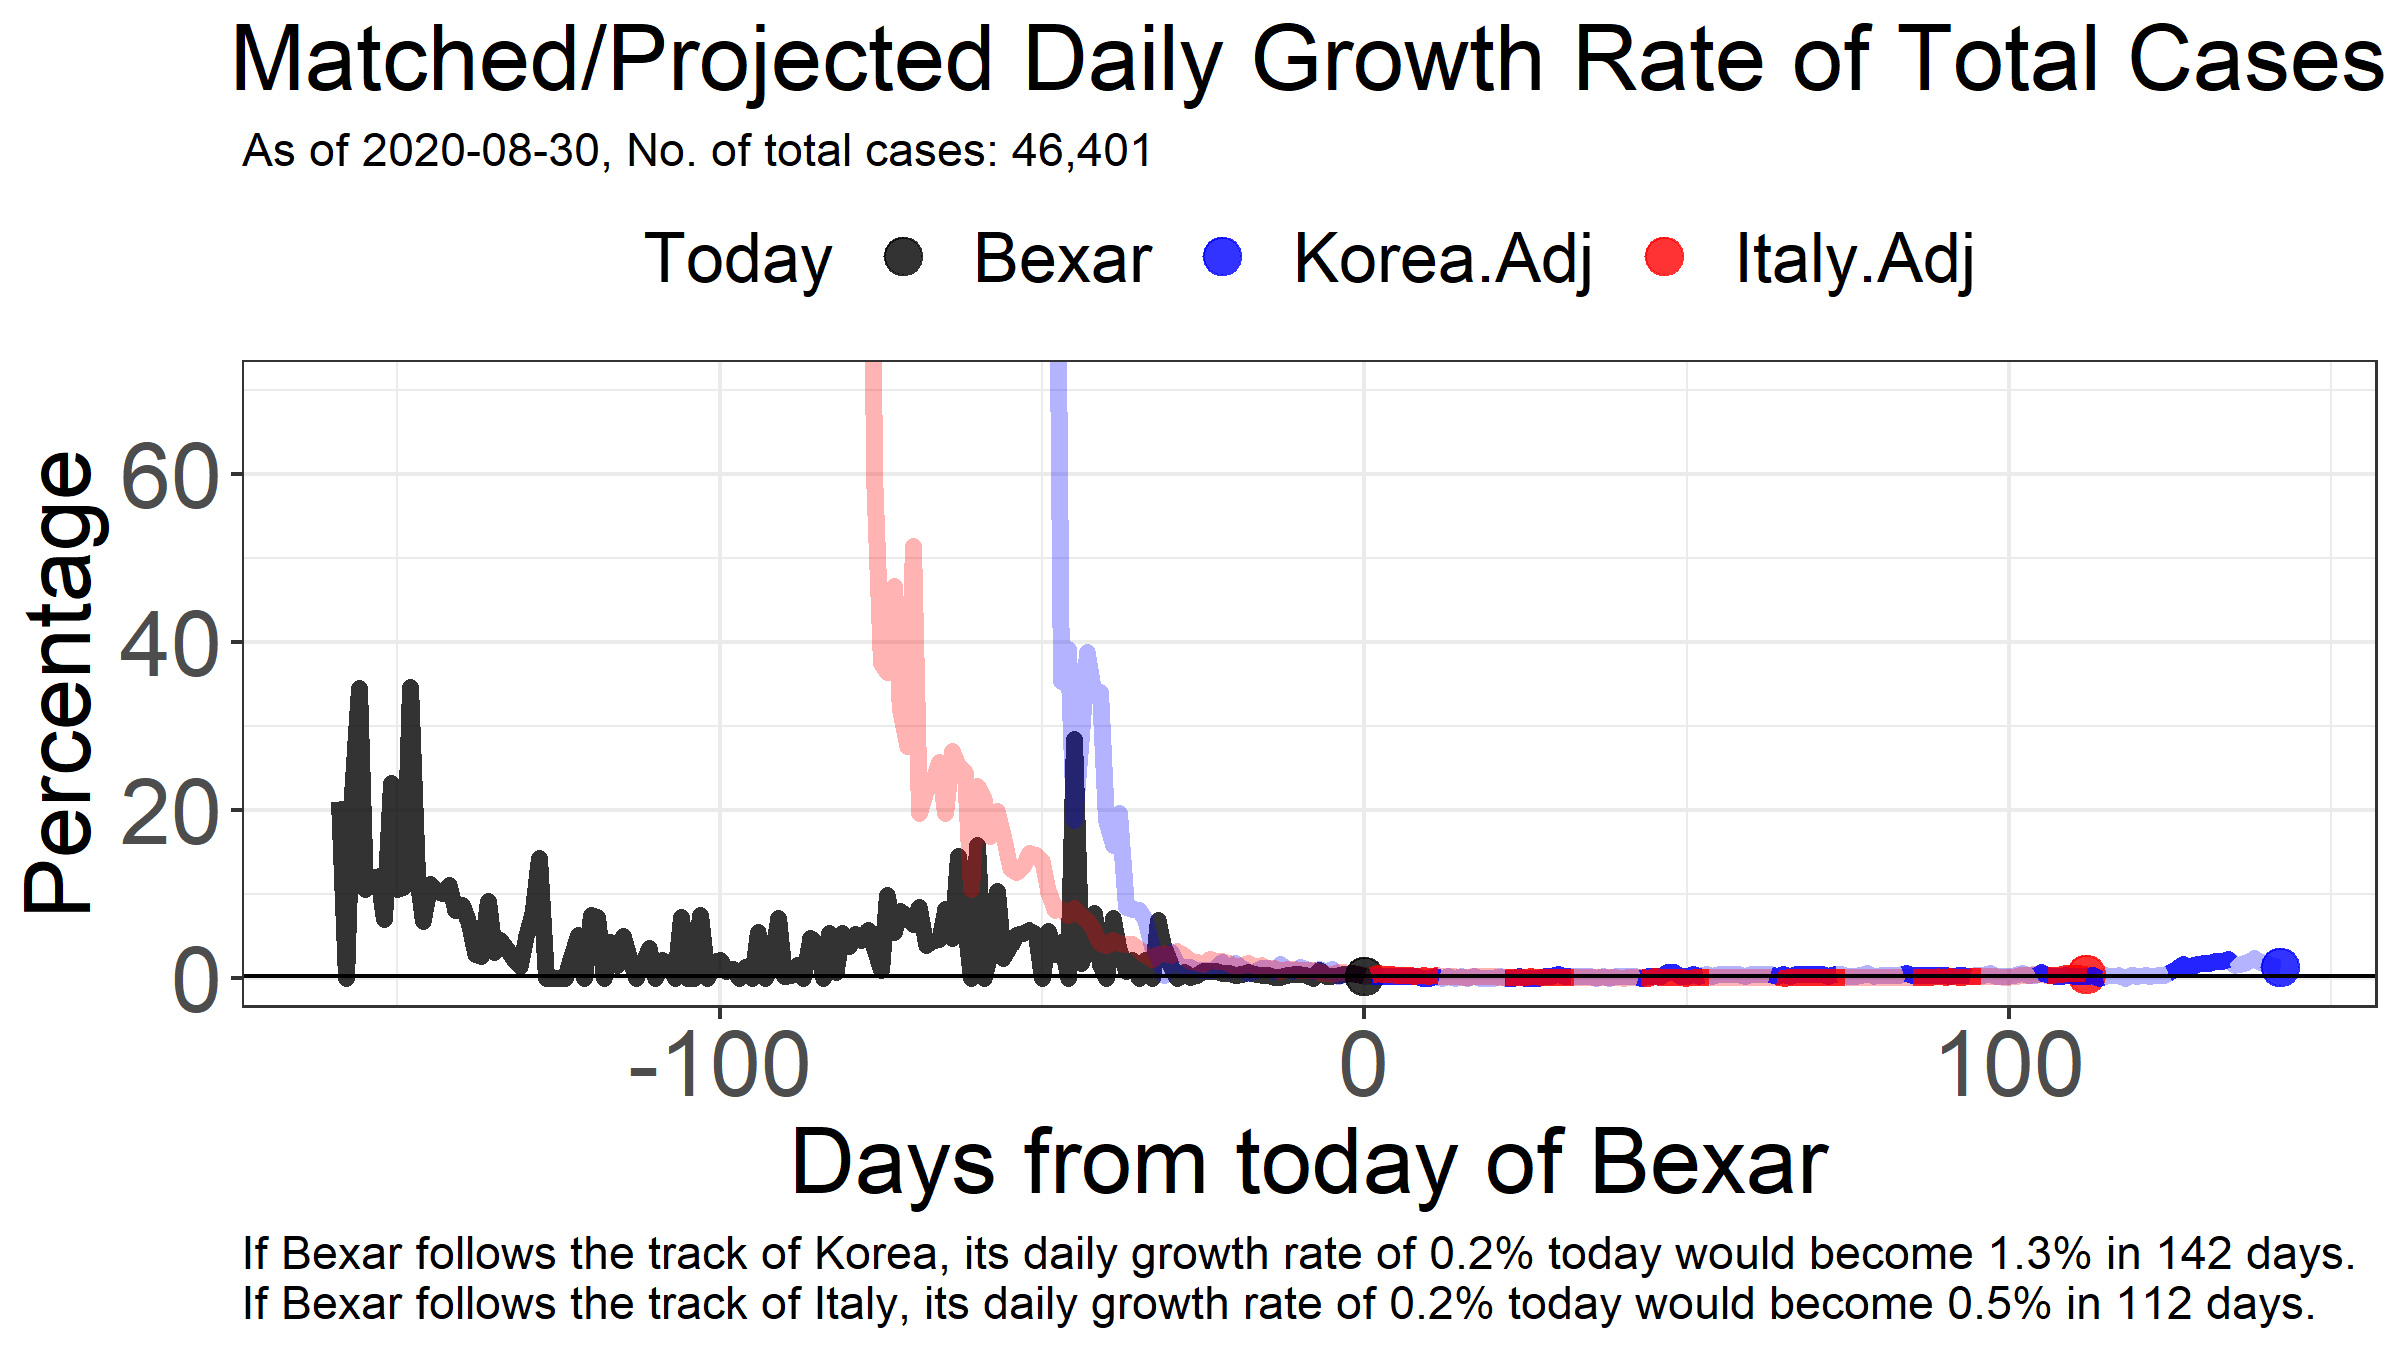 Matched/Projected Daily Growth Rate of Total Cases
As of 2020-08-30, No. of total cases: 46,401
Today Bexar Korea.Adj Italy.Adj
Percentage
60
40
20
0
-100 0 100
Days from today of Bexar
If Bexar follows the track of Korea, its daily growth rate of 0.2% today would become 1.3% in 142 days.
If Bexar follows the track of Italy, its daily growth rate of 0.2% today would become 0.5% in 112 days.